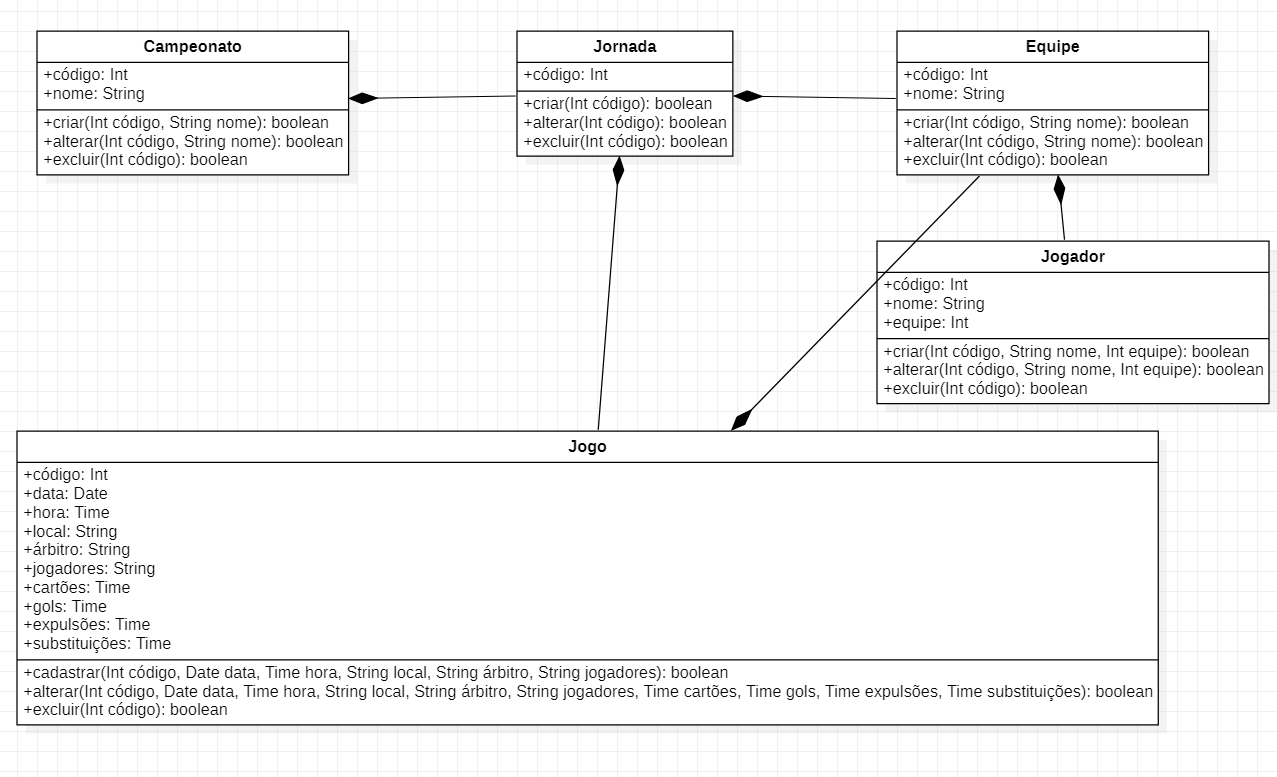 Campeonato
+código: Int
+nome: String
+criar(Int código, String nome): boolean
+alterar(Int código, String nome): boolean
+excluir(Int código): boolean
Jornada
+código: Int
+criar(Int código): boolean
+alterar(Int código): boolean
+excluir(Int código): boolean
Equipe
+código: Int
+nome: String
+criar(Int código, String nome): boolean
+alterar(Int código, String nome): boolean
+excluir(Int código): boolean
Jogador
+código: Int
+nome: String
+equipe: Int
+criar(Int código, String nome, Int equipe): boolean
+alterar(Int código, String nome, Int equipe): boolean
+excluir(Int código): boolean
Jogo
+código: Int
+data: Date
+hora: Time
+local: String
+árbitro: String
+jogadores: String
+cartões: Time
+gols: Time
+expulsões: Time
+substituições: Time
+cadastrar(Int código, Date data, Time hora, String local, String árbitro, String jogadores): boolean
+alterar(Int código, Date data, Time hora, String local, String árbitro, String jogadores, Time cartões, Time gols, Time expulsões, Time substituições): boolean
+excluir(Int código): boolean